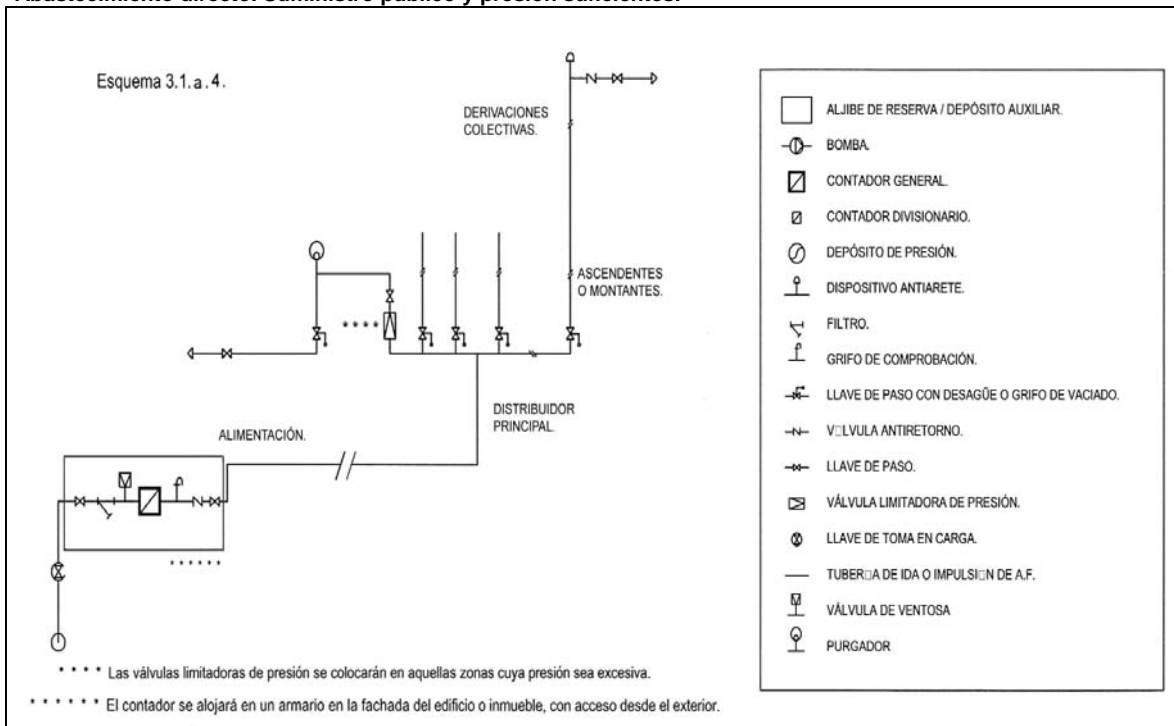 Abastecimiento directo. Suministro público y presión suficientes.
Esquema 3.1.a.4.
DERIVACIONES
COLECTIVAS.
ASCENDENTES
O MONTANTES.
* * * *
DISTRIBUIDOR
PRINCIPAL.
ALIMENTACIÓN.
* * * * * *
* * * * Las válvulas limitadoras de presión se colocarán en aquellas zonas cuya presión sea excesiva.
* * * * * * El contador se alojará en un armario en la fachada del edificio o inmueble, con acceso desde el exterior.
ALJIBE DE RESERVA / DEPÓSITO AUXILIAR.
BOMBA.
CONTADOR GENERAL.
CONTADOR DIVISIONARIO.
DEPÓSITO DE PRESIÓN.
DISPOSITIVO ANTIARETE.
FILTRO.
GRIFO DE COMPROBACIÓN.
LLAVE DE PASO CON DESAGÜE O GRIFO DE VACIADO.
V□LVULA ANTIRETORNO.
LLAVE DE PASO.
VÁLVULA LIMITADORA DE PRESIÓN.
LLAVE DE TOMA EN CARGA.
TUBER□A DE IDA O IMPULSI□N DE A.F.
VÁLVULA DE VENTOSA
PURGADOR